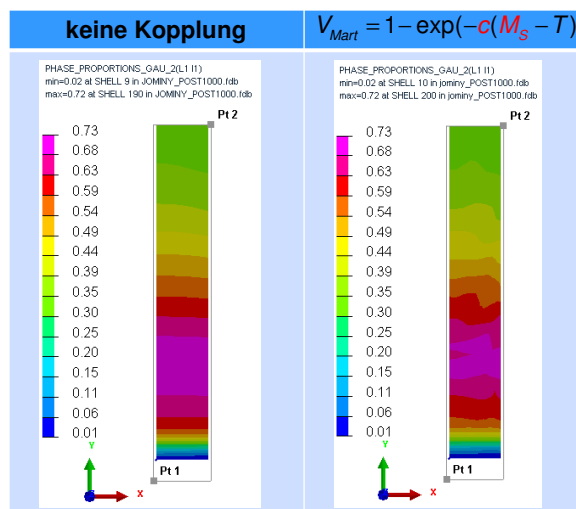 keine Kopplung
V_Mart = 1 – exp(–c(M_S – T)
PHASE_PROPORTIONS_GAU_2(L1 I1)
min=0.02 at SHELL 9 in JOMINY_POST1000.fdb
max=0.72 at SHELL 190 in JOMINY_POST1000.fdb
Pt 2
0.73
0.68
0.63
0.59
0.54
0.49
0.44
0.39
0.35
0.30
0.25
0.20
0.15
0.11
0.06
0.01
Y
Pt 1
X
PHASE_PROPORTIONS_GAU_2(L1 I1)
min=0.02 at SHELL 10 in jominy_POST1000.fdb
max=0.72 at SHELL 200 in jominy_POST1000.fdb
Pt 2
0.73
0.68
0.63
0.59
0.54
0.49
0.44
0.39
0.35
0.30
0.25
0.20
0.15
0.11
0.06
0.01
Y
Pt 1
X